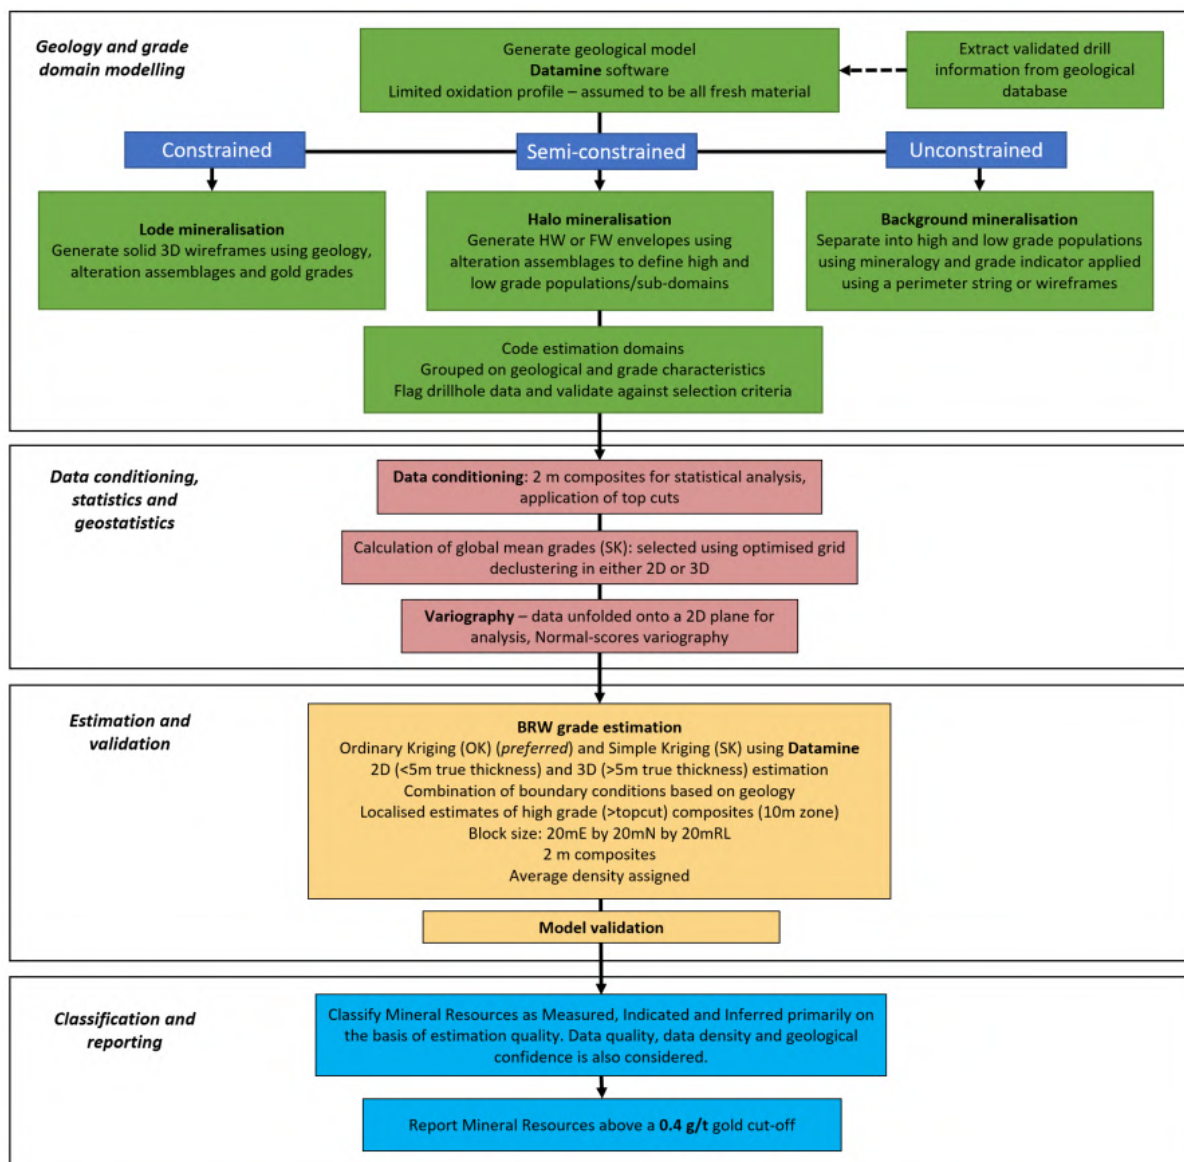 Geology and grade
domain modelling
Generate geological model
Datamine software
Limited oxidation profile – assumed to be all fresh material
Extract validated drill
information from geological
database
Constrained
Semi-constrained
Unconstrained
Lode mineralisation
Generate solid 3D wireframes using geology,
alteration assemblages and gold grades
Halo mineralisation
Generate HW or FW envelopes using
alteration assemblages to define high and
low grade populations/sub-domains
Background mineralisation
Separate into high and low grade populations
using mineralogy and grade indicator applied
using a perimeter string or wireframes
Code estimation domains
Grouped on geological and grade characteristics
Flag drillhole data and validate against selection criteria
Data conditioning,
statistics and
geostatistics
Data conditioning: 2 m composites for statistical analysis,
application of top cuts
Calculation of global mean grades (SK): selected using optimised grid
declustering in either 2D or 3D
Variography – data unfolded onto a 2D plane for
analysis, Normal-scores variography
Estimation and
validation
BRW grade estimation
Ordinary Kriging (OK) (preferred) and Simple Kriging (SK) using Datamine
2D (<5m true thickness) and 3D (>5m true thickness) estimation
Combination of boundary conditions based on geology
Localised estimates of high grade (>topcut) composites (10m zone)
Block size: 20mE by 20mN by 20mRL
2 m composites
Average density assigned
Model validation
Classification and
reporting
Classify Mineral Resources as Measured, Indicated and Inferred primarily on
the basis of estimation quality. Data quality, data density and geological
confidence is also considered.
Report Mineral Resources above a 0.4 g/t gold cut-off